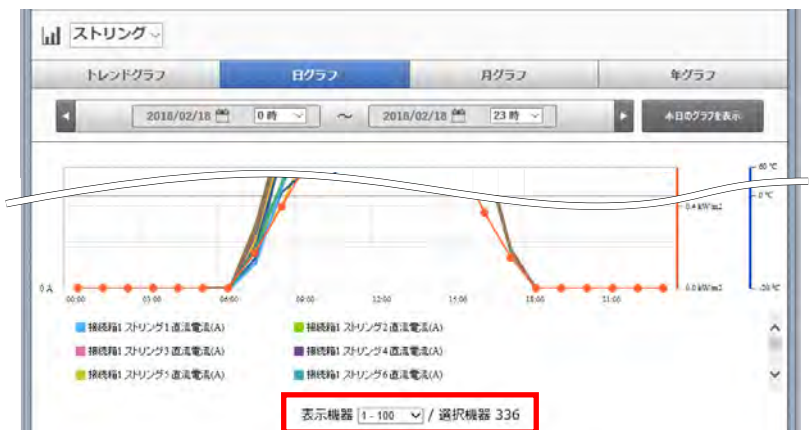 ストリング
トレンドグラフ 日グラフ 月グラフ 年グラフ
2018/02/18 0 時 ～ 2018/02/18 23 時 本日のグラフを表示
60 ℃
0 ℃
0.4 kW/m2
0 A 0.0 kW/m2 -20 ℃
00:00 03:00 06:00 09:00 12:00 15:00 18:00 21:00
接続箱1 ストリング1 直流電流(A) 接続箱1 ストリング2 直流電流(A)
接続箱1 ストリング3 直流電流(A) 接続箱1 ストリング4 直流電流(A)
接続箱1 ストリング5 直流電流(A) 接続箱1 ストリング6 直流電流(A)
表示機器 1 - 100 / 選択機器 336